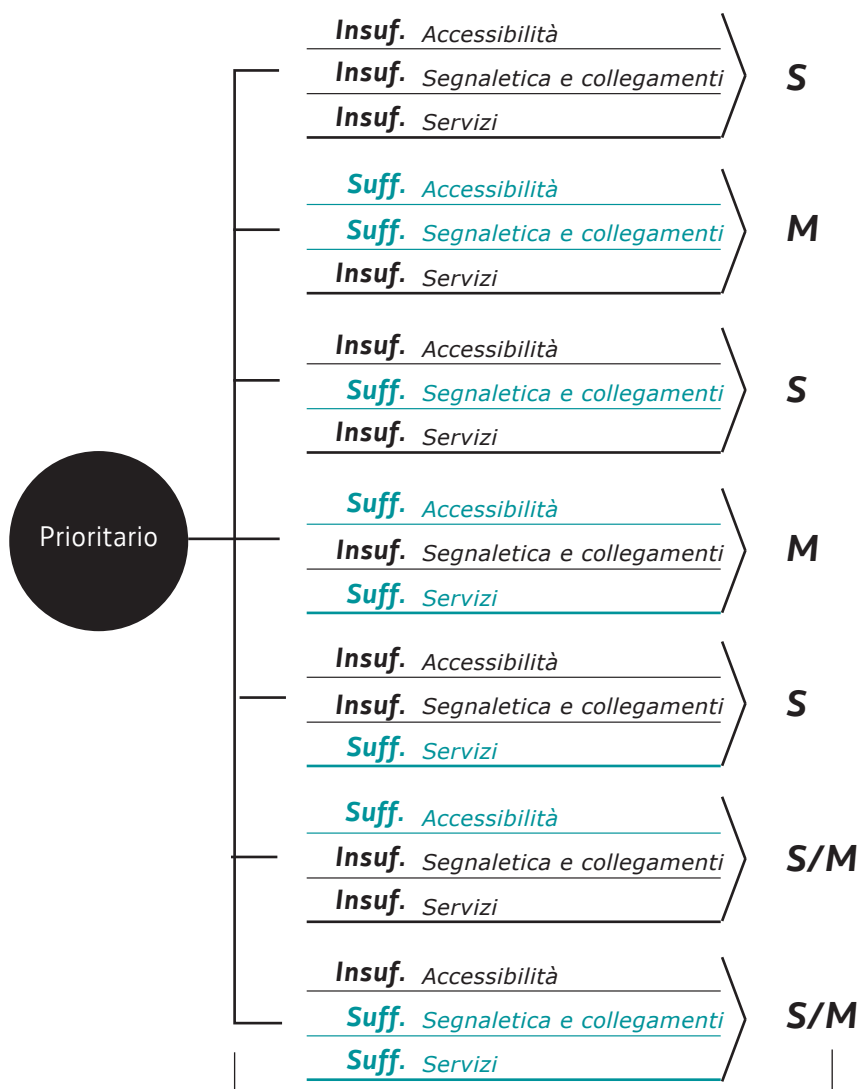 Insuf. Accessibilità
Insuf. Segnaletica e collegamenti
Insuf. Servizi
S
Suff. Accessibilità
Suff. Segnaletica e collegamenti
Insuf. Servizi
M
Insuf. Accessibilità
Suff. Segnaletica e collegamenti
Insuf. Servizi
S
Prioritario
Suff. Accessibilità
Insuf. Segnaletica e collegamenti
Suff. Servizi
M
Insuf. Accessibilità
Insuf. Segnaletica e collegamenti
Suff. Servizi
S
Suff. Accessibilità
Insuf. Segnaletica e collegamenti
Insuf. Servizi
S/M
Insuf. Accessibilità
Suff. Segnaletica e collegamenti
Suff. Servizi
S/M